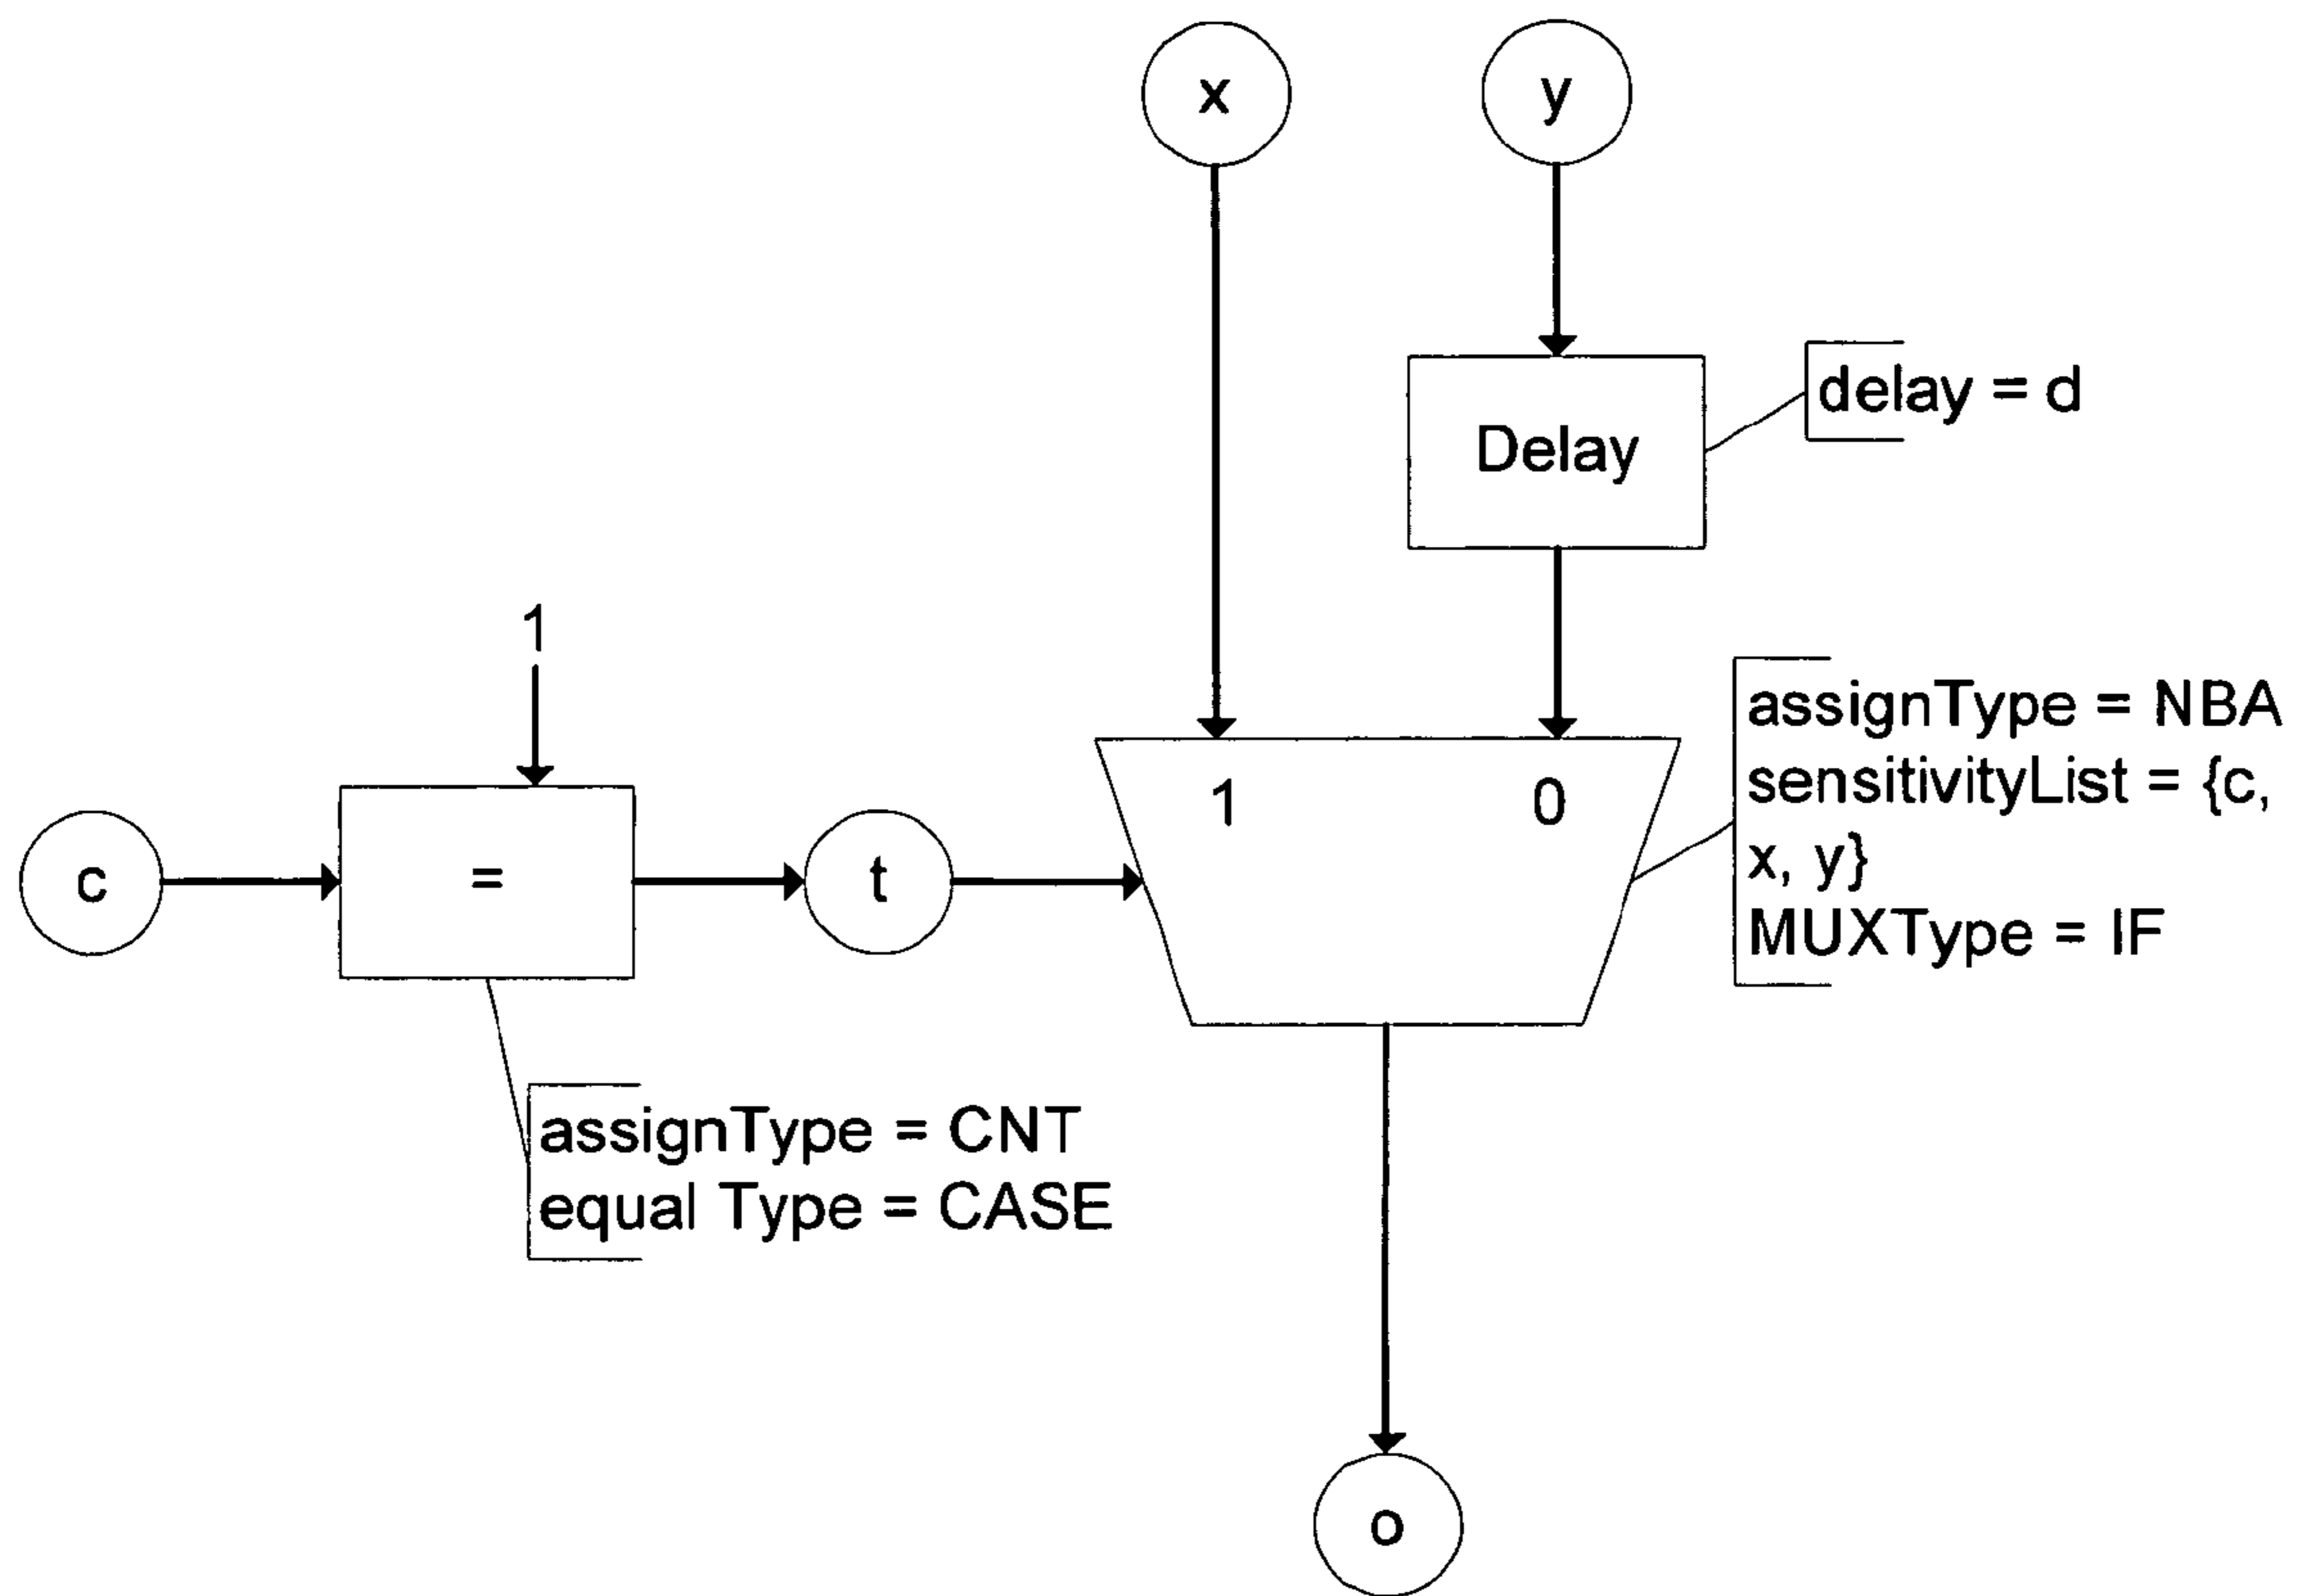 x
y
delay = d
Delay
1
assignType = NBA
sensitivityList = {c,
x, y}
MUXType = IF
1
0
c
=
t
assignType = CNT
equal Type = CASE
o